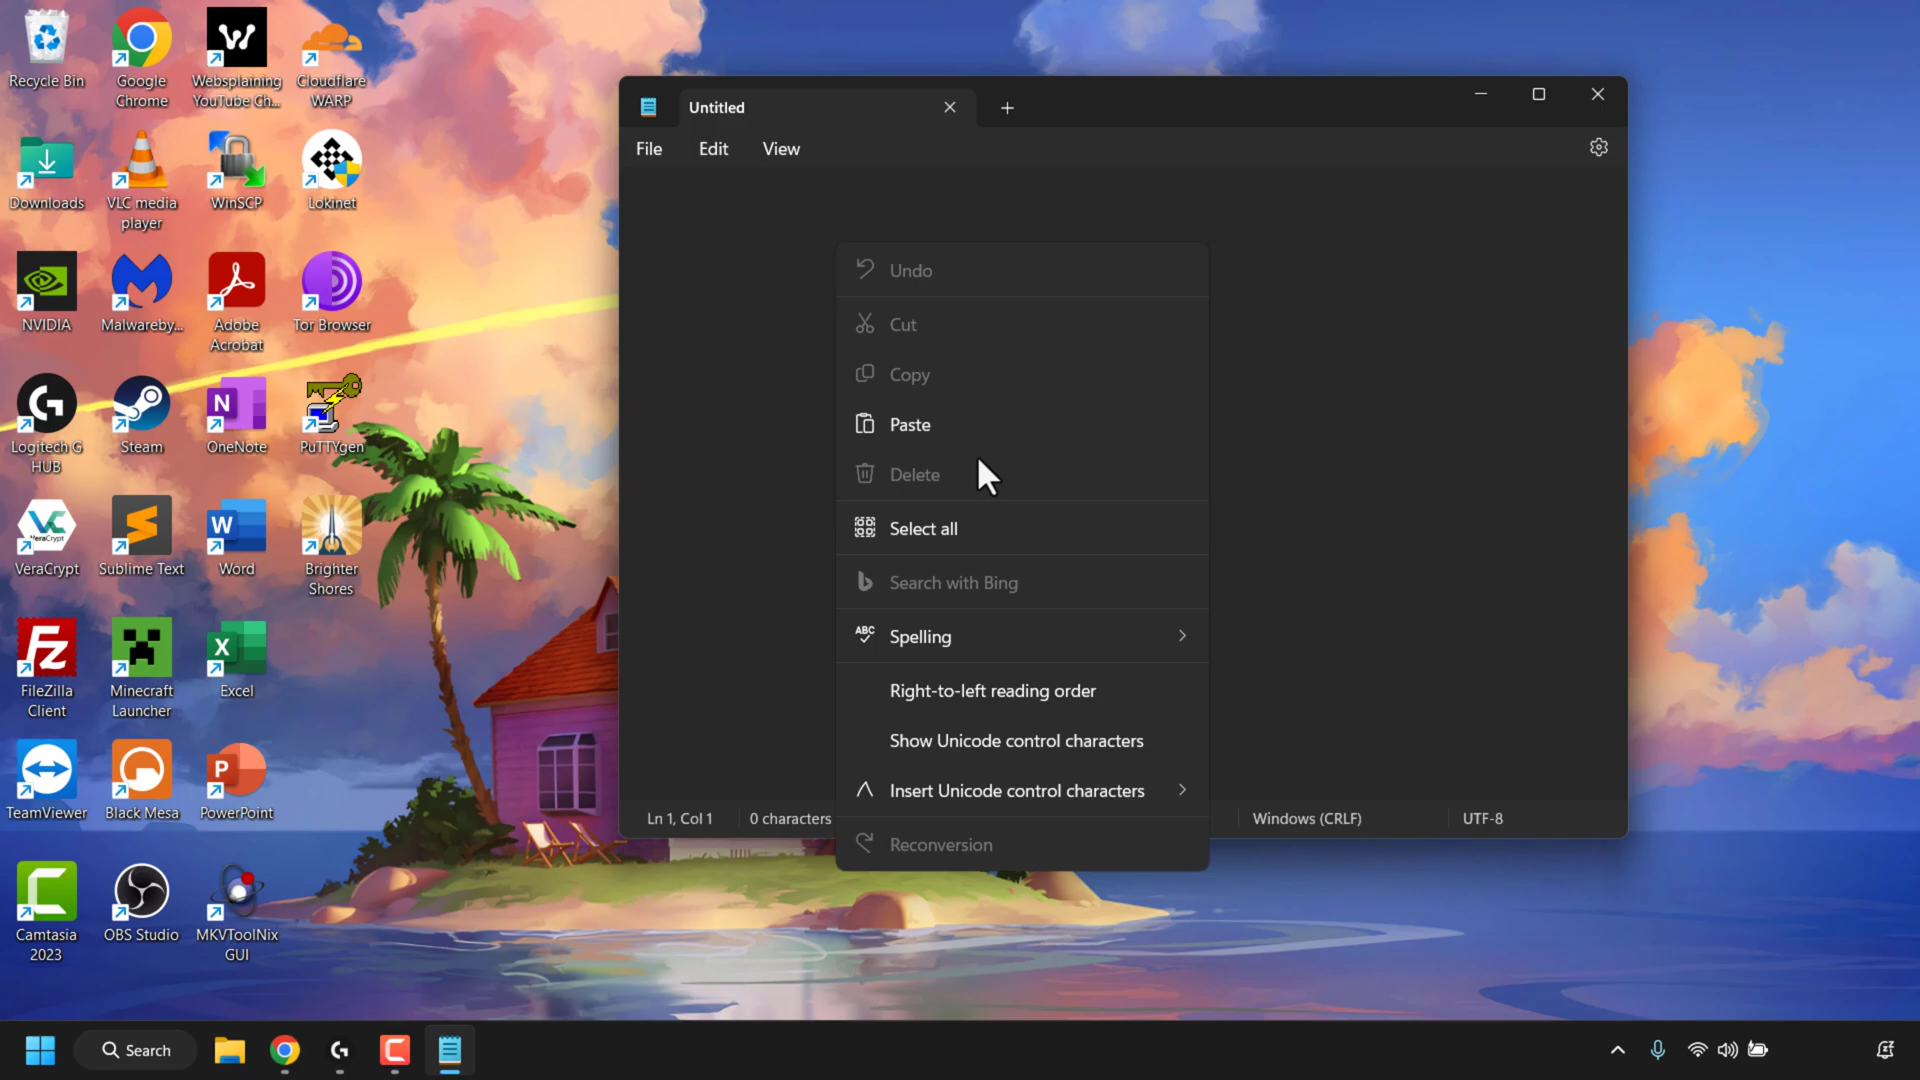 Recycle Bin
Google
Chrome
Websplaining
YouTube Ch...
Cloudflare
WARP
Downloads
VLC media
player
WinSCP
Lokinet
NVIDIA
Malwareby...
Adobe
Acrobat
Tor Browser
Logitech G
HUB
Steam
N
OneNote
PuTTYgen
VC
VeraCrypt
VeraCrypt
Sublime Text
W
Word
Brighter
Shores
Fz
FileZilla
Client
Minecraft
Launcher
X
Excel
TeamViewer
Black Mesa
P
PowerPoint
Camtasia
2023
OBS Studio
MKVToolNix
GUI
Untitled
File
Edit
View
Undo
Cut
Copy
Paste
Delete
Select all
Search with Bing
ABC
Spelling
Right-to-left reading order
Show Unicode control characters
Insert Unicode control characters
Reconversion
Ln 1, Col 1
0 characters
Windows (CRLF)
UTF-8
Search